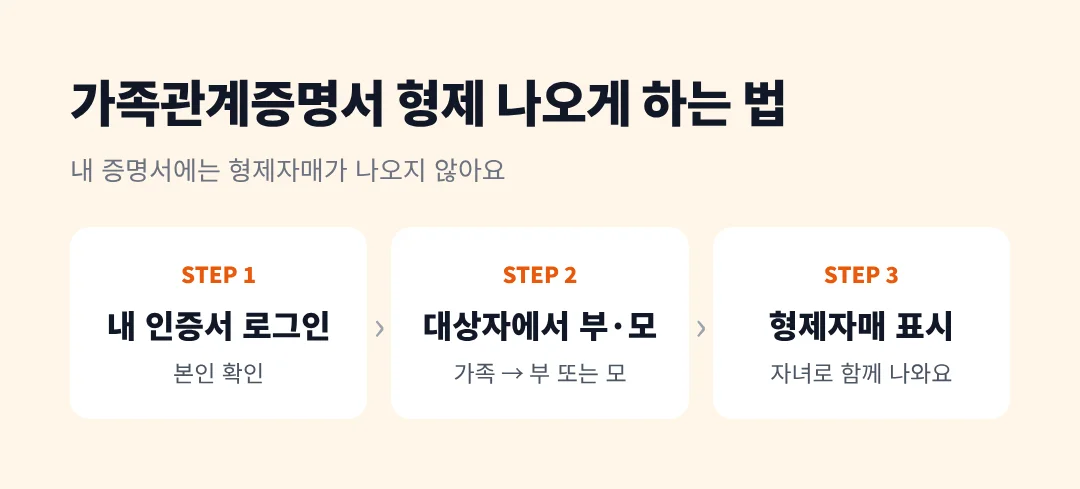 가족관계증명서 형제 나오게 하는 법
내 증명서에는 형제자매가 나오지 않아요
STEP 1
내 인증서 로그인
본인 확인
›
STEP 2
대상자에서 부·모
가족 → 부 또는 모
›
STEP 3
형제자매 표시
자녀로 함께 나와요